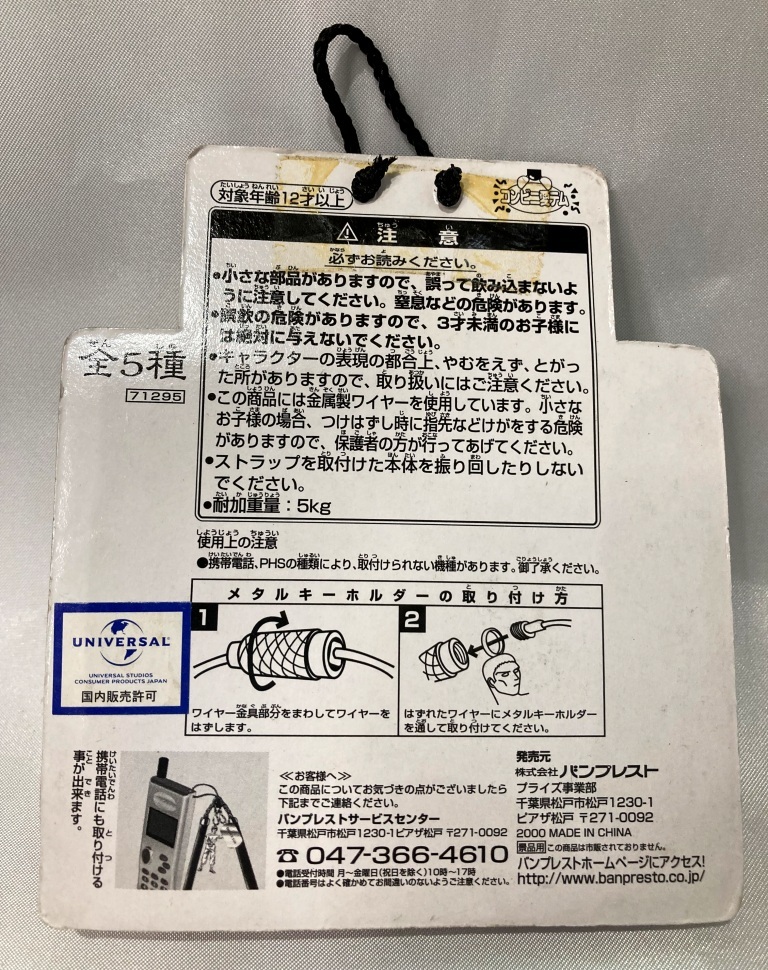 対象年齢12才以上
コンビニ愛テム
⚠ 注意
必ずお読みください。
●小さな部品がありますので、誤って飲み込まないよ
うに注意してください。窒息などの危険があります。
●誤飲の危険がありますので、3才未満のお子様に
は絶対に与えないでください。
●キャラクターの表現の都合上、やむをえず、とがっ
た所がありますので、取り扱いにはご注意ください。
●この商品には金属製ワイヤーを使用しています。小さな
お子様の場合、つけはずし時に指先などけがをする危険
がありますので、保護者の方が行ってあげてください。
●ストラップを取付けた本体を振り回したりしない
でください。
●耐加重量：5kg
全5種
71295
使用上の注意
●携帯電話、PHSの種類により、取付けられない機種があります。御了承ください。
メタルキーホルダーの取り付け方
1
ワイヤー金具部分をまわしてワイヤーを
はずします。
2
はずれたワイヤーにメタルキーホルダー
を通して取り付けてください。
UNIVERSAL
UNIVERSAL STUDIOS
CONSUMER PRODUCTS JAPAN
国内販売許可
携帯電話にも取り付ける
事が出来ます。
≪お客様へ≫
この商品についてお気づきの点がございましたら
下記までご連絡ください。
バンプレストサービスセンター
千葉県松戸市松戸1230-1ピアザ松戸 〒271-0092
☎047-366-4610
●電話受付時間 月～金曜日(祝日を除く)10時～17時
●電話番号はよく確かめてお間違いのないようご注意ください。
発売元
株式会社バンプレスト
プライズ事業部
千葉県松戸市松戸1230-1
ピアザ松戸 〒271-0092
2000 MADE IN CHINA
景品用 この商品は市販されておりません。
バンプレストホームページにアクセス!
http://www.banpresto.co.jp/